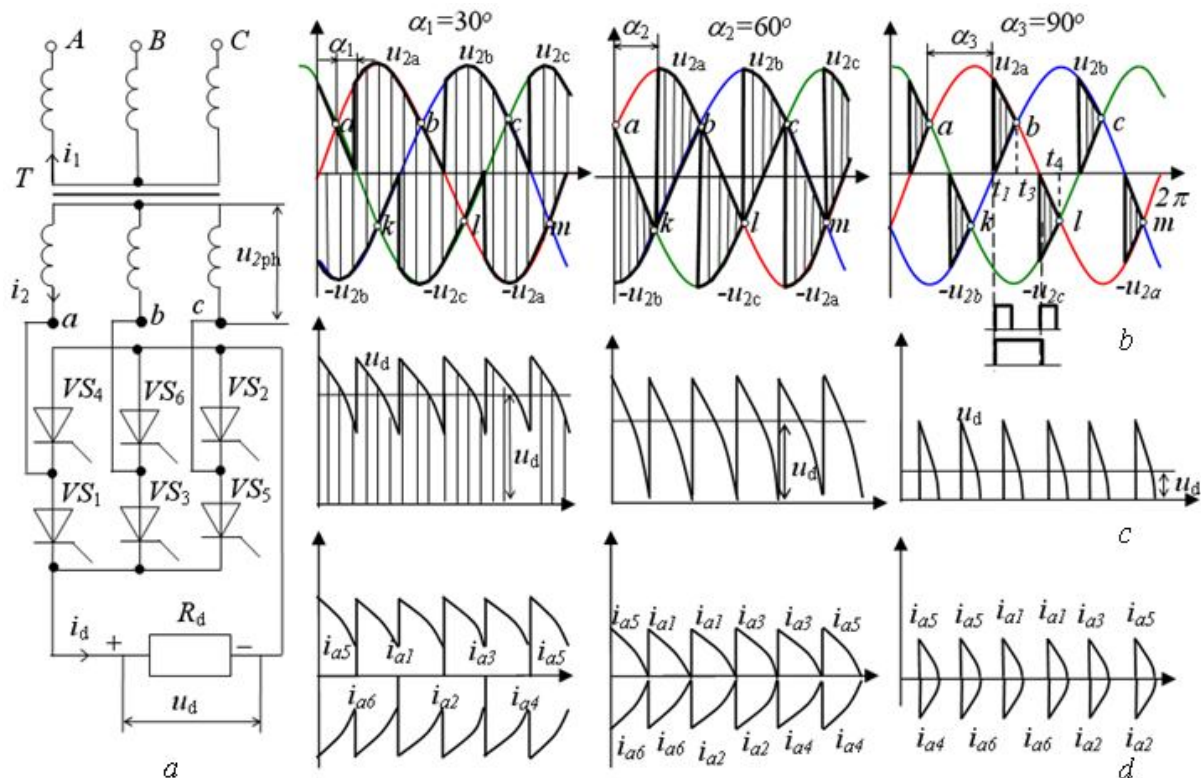 A B C
i1
T
u2ph
i2
a b c
VS4 VS6 VS2
VS1 VS3 VS5
Rd
id + −
ud
a
α1=30°
α1 u2a u2b u2c
a b c
k l m
-u2b -u2c -u2a
ud
ud
ia5 ia1 ia3 ia5
ia6 ia2 ia4
α2 α2=60°
u2a u2b u2c
a b c
k l m
-u2b -u2c -u2a
ud
ia5 ia1 ia1 ia3 ia3 ia5
ia6 ia6 ia2 ia2 ia4 ia4
α3=90°
α3 u2a u2b
a b c
t4
t1 t3 2π
k l m
-u2b -u2c -u2a
b
ud
ud
c
ia5 ia5 ia1 ia1 ia3 ia5
ia4 ia6 ia6 ia2 ia2
d